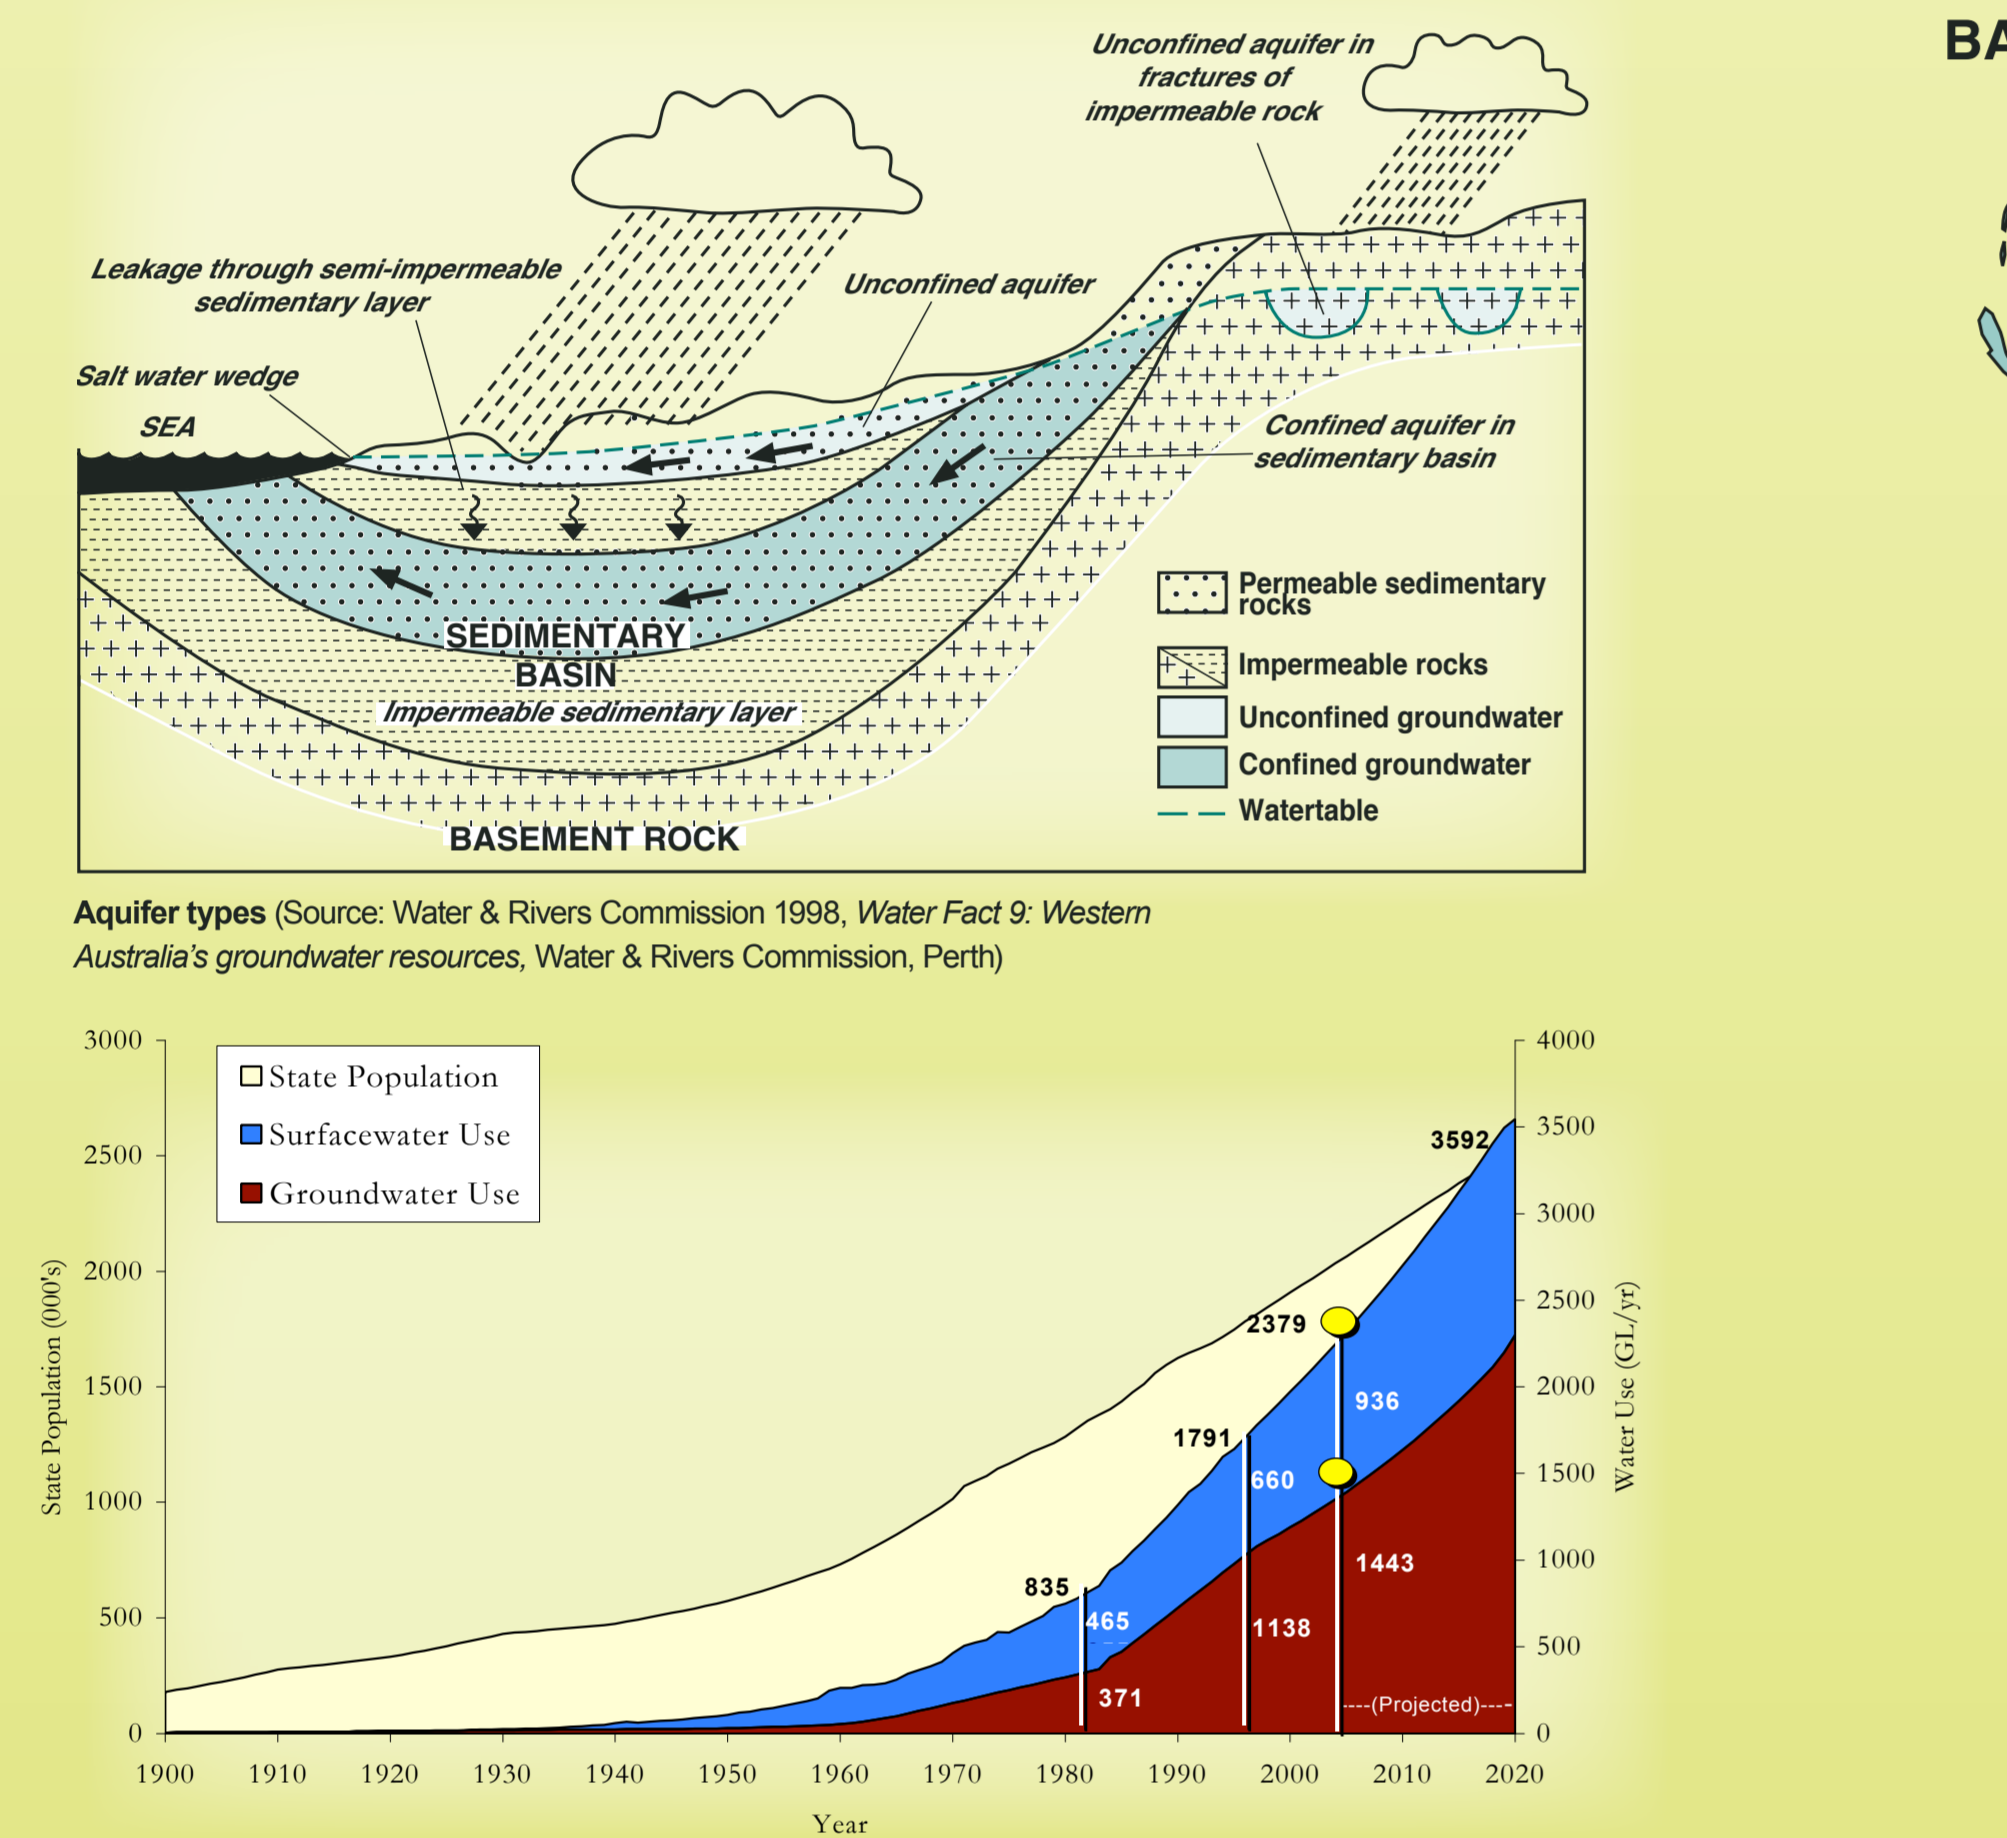 BA
Unconfined aquifer in
fractures of
impermeable rock
Leakage through semi-impermeable
sedimentary layer
Unconfined aquifer
Salt water wedge
SEA
Confined aquifer in
sedimentary basin
SEDIMENTARY
BASIN
Impermeable sedimentary layer
BASEMENT ROCK
Permeable sedimentary
rocks
Impermeable rocks
Unconfined groundwater
Confined groundwater
Watertable
Aquifer types (Source: Water & Rivers Commission 1998, Water Fact 9: Western
Australia's groundwater resources, Water & Rivers Commission, Perth)
State Population
Surfacewater Use
Groundwater Use
State Population (000's)
3000
2500
2000
1500
1000
500
0
Water Use (GL/yr)
4000
3500
3000
2500
2000
1500
1000
500
0
3592
2379
936
1791
660
1443
835
465
1138
371
----(Projected)----
1900 1910 1920 1930 1940 1950 1960 1970 1980 1990 2000 2010 2020
Year